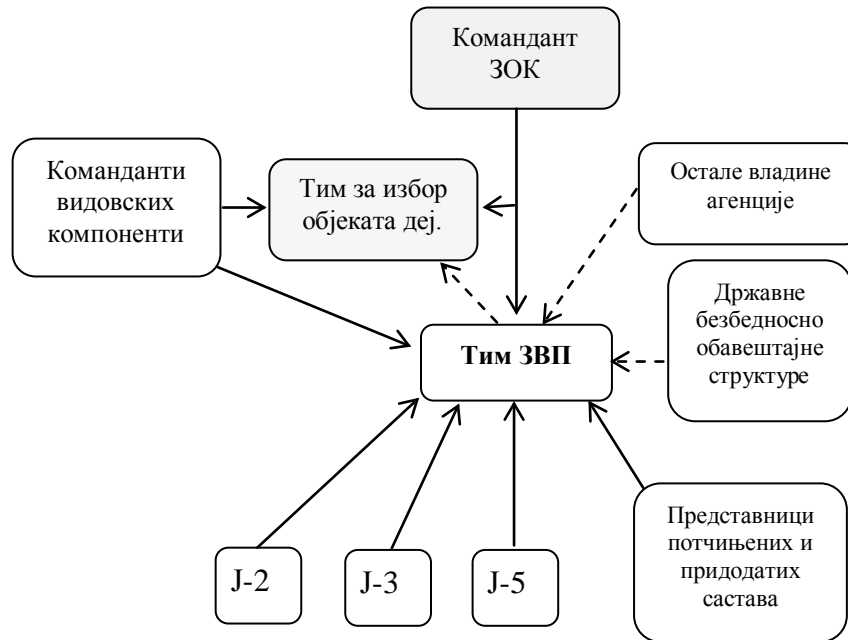 Командант
ЗОК
Команданти
видовских
компоненти
Тим за избор
објеката деј.
Остале владине
агенције
Државне
безбедносно
обавештајне
структуре
Тим ЗВП
Ј-2
Ј-3
Ј-5
Представници
потчињених и
придодатих
састава